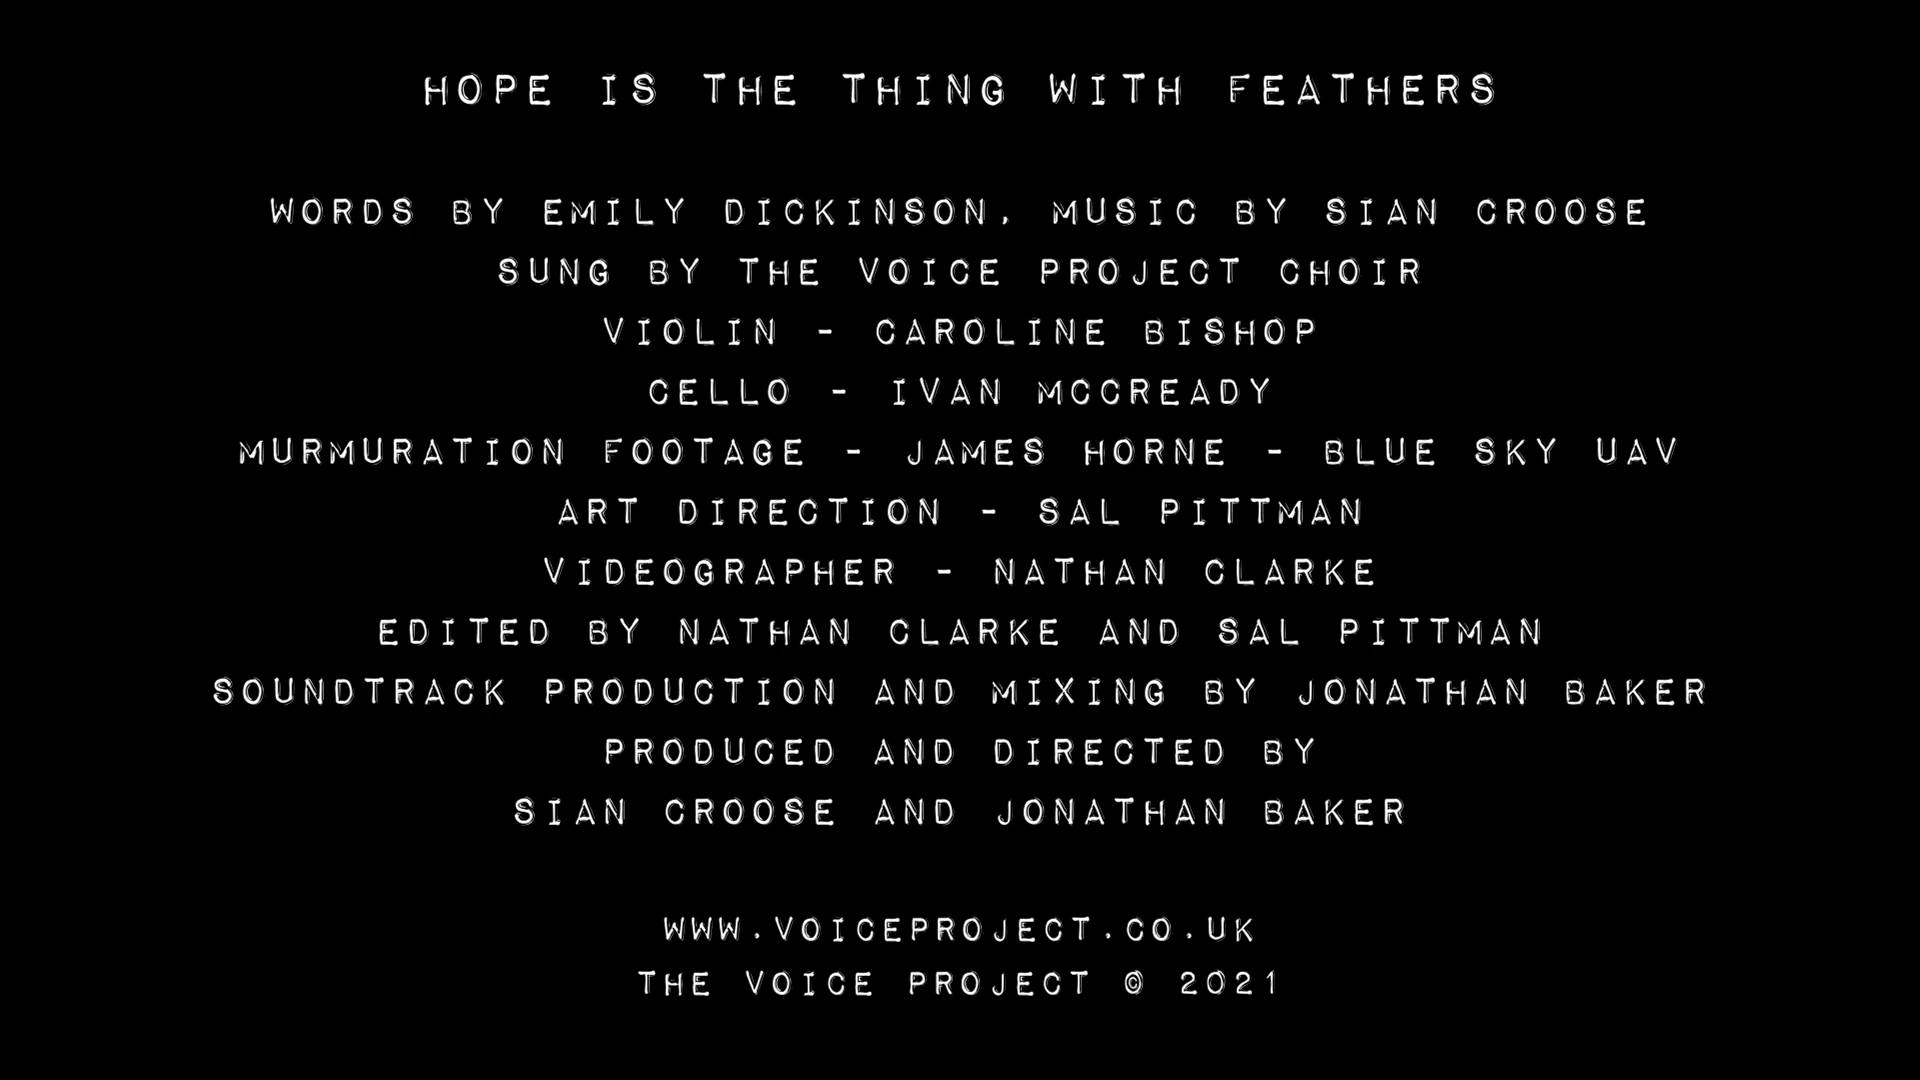 HOPE IS THE THING WITH FEATHERS
WORDS BY EMILY DICKINSON, MUSIC BY SIAN CROOSE
SUNG BY THE VOICE PROJECT CHOIR
VIOLIN - CAROLINE BISHOP
CELLO - IVAN MCCREADY
MURMURATION FOOTAGE - JAMES HORNE - BLUE SKY UAV
ART DIRECTION - SAL PITTMAN
VIDEOGRAPHER - NATHAN CLARKE
EDITED BY NATHAN CLARKE AND SAL PITTMAN
SOUNDTRACK PRODUCTION AND MIXING BY JONATHAN BAKER
PRODUCED AND DIRECTED BY
SIAN CROOSE AND JONATHAN BAKER
WWW.VOICEPROJECT.CO.UK
THE VOICE PROJECT © 2021